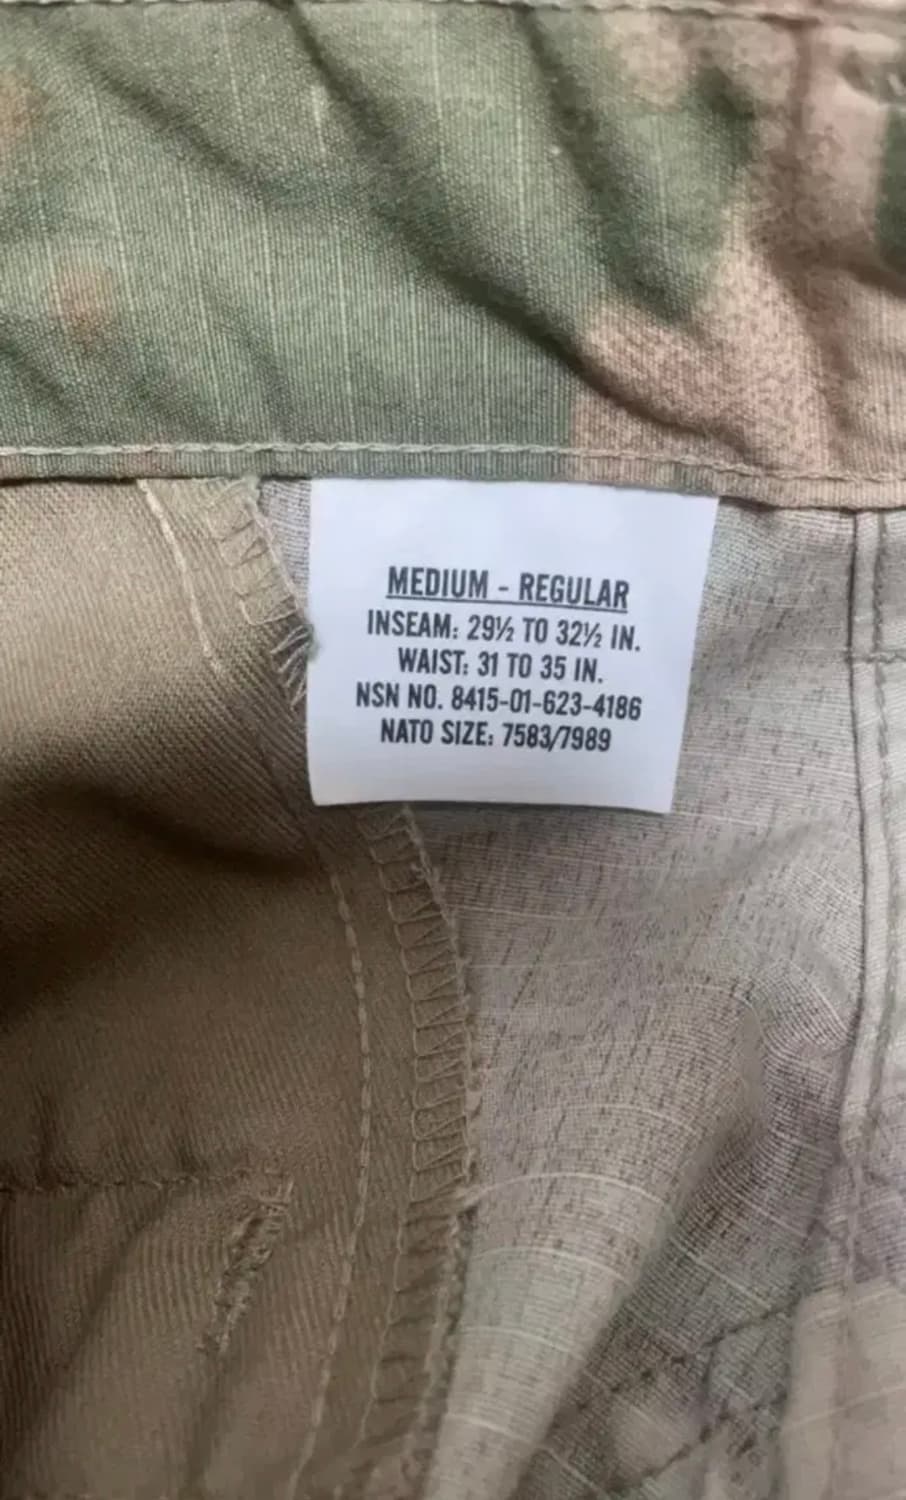 MEDIUM - REGULAR
INSEAM: 29½ TO 32½ IN.
WAIST: 31 TO 35 IN.
NSN NO. 8415-01-623-4186
NATO SIZE: 7583/7989